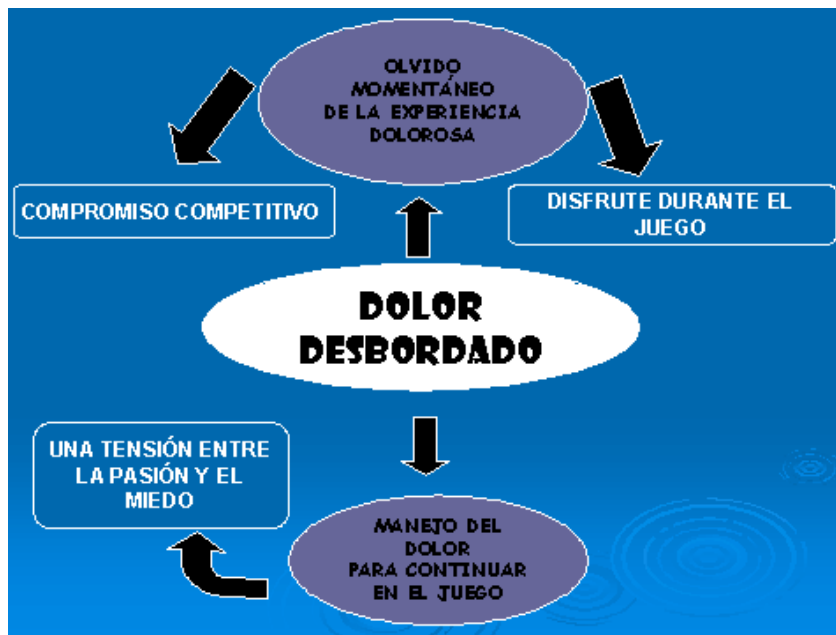 OLVIDO
MOMENTÁNEO
DE LA EXPERIENCIA
DOLOROSA
COMPROMISO COMPETITIVO
DISFRUTE DURANTE EL
JUEGO
DOLOR
DESBORDADO
UNA TENSIÓN ENTRE
LA PASIÓN Y EL
MIEDO
MANEJO DEL
DOLOR
PARA CONTINUAR
EN EL JUEGO